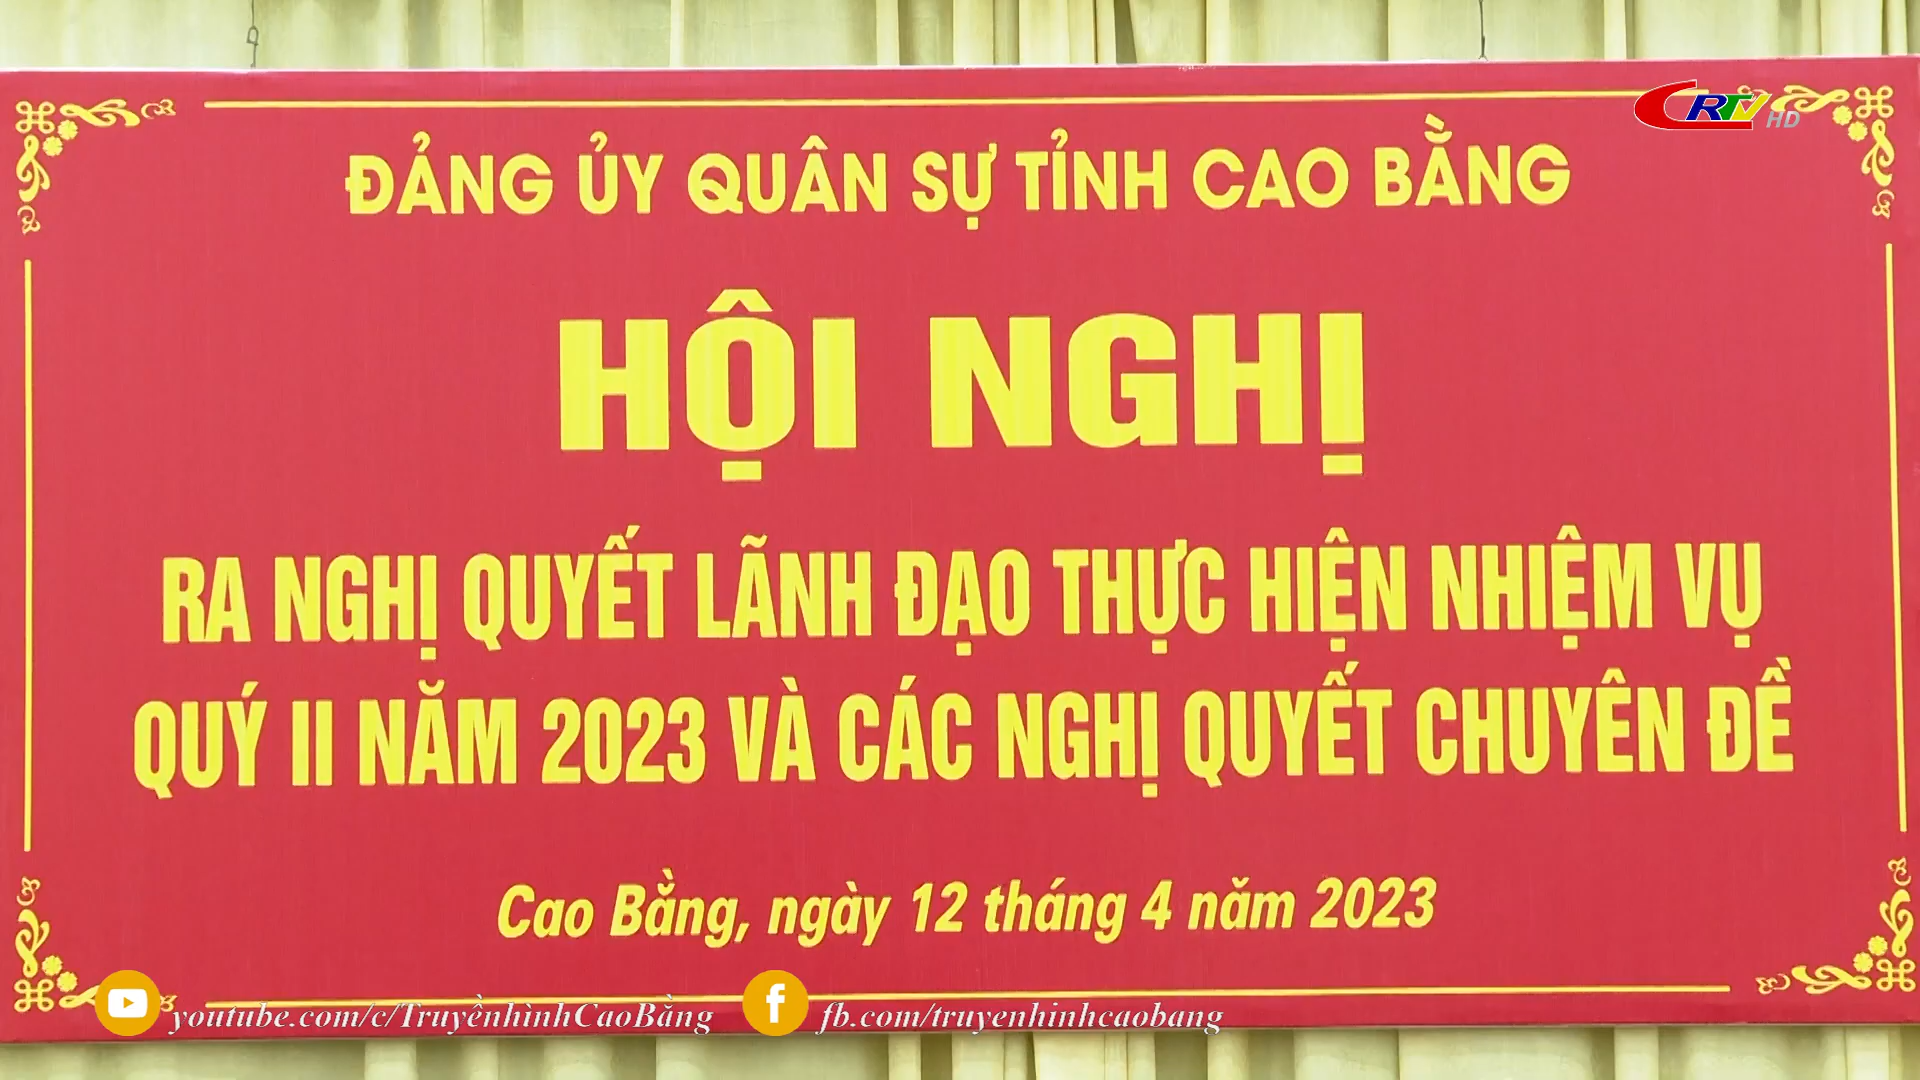 CRTV HD
ĐẢNG ỦY QUÂN SỰ TỈNH CAO BẰNG
HỘI NGHỊ
RA NGHỊ QUYẾT LÃNH ĐẠO THỰC HIỆN NHIỆM VỤ
QUÝ II NĂM 2023 VÀ CÁC NGHỊ QUYẾT CHUYÊN ĐỀ
Cao Bằng, ngày 12 tháng 4 năm 2023
youtube.com/c/TruyềnhìnhCaoBằng fb.com/truyenhinhcaobang